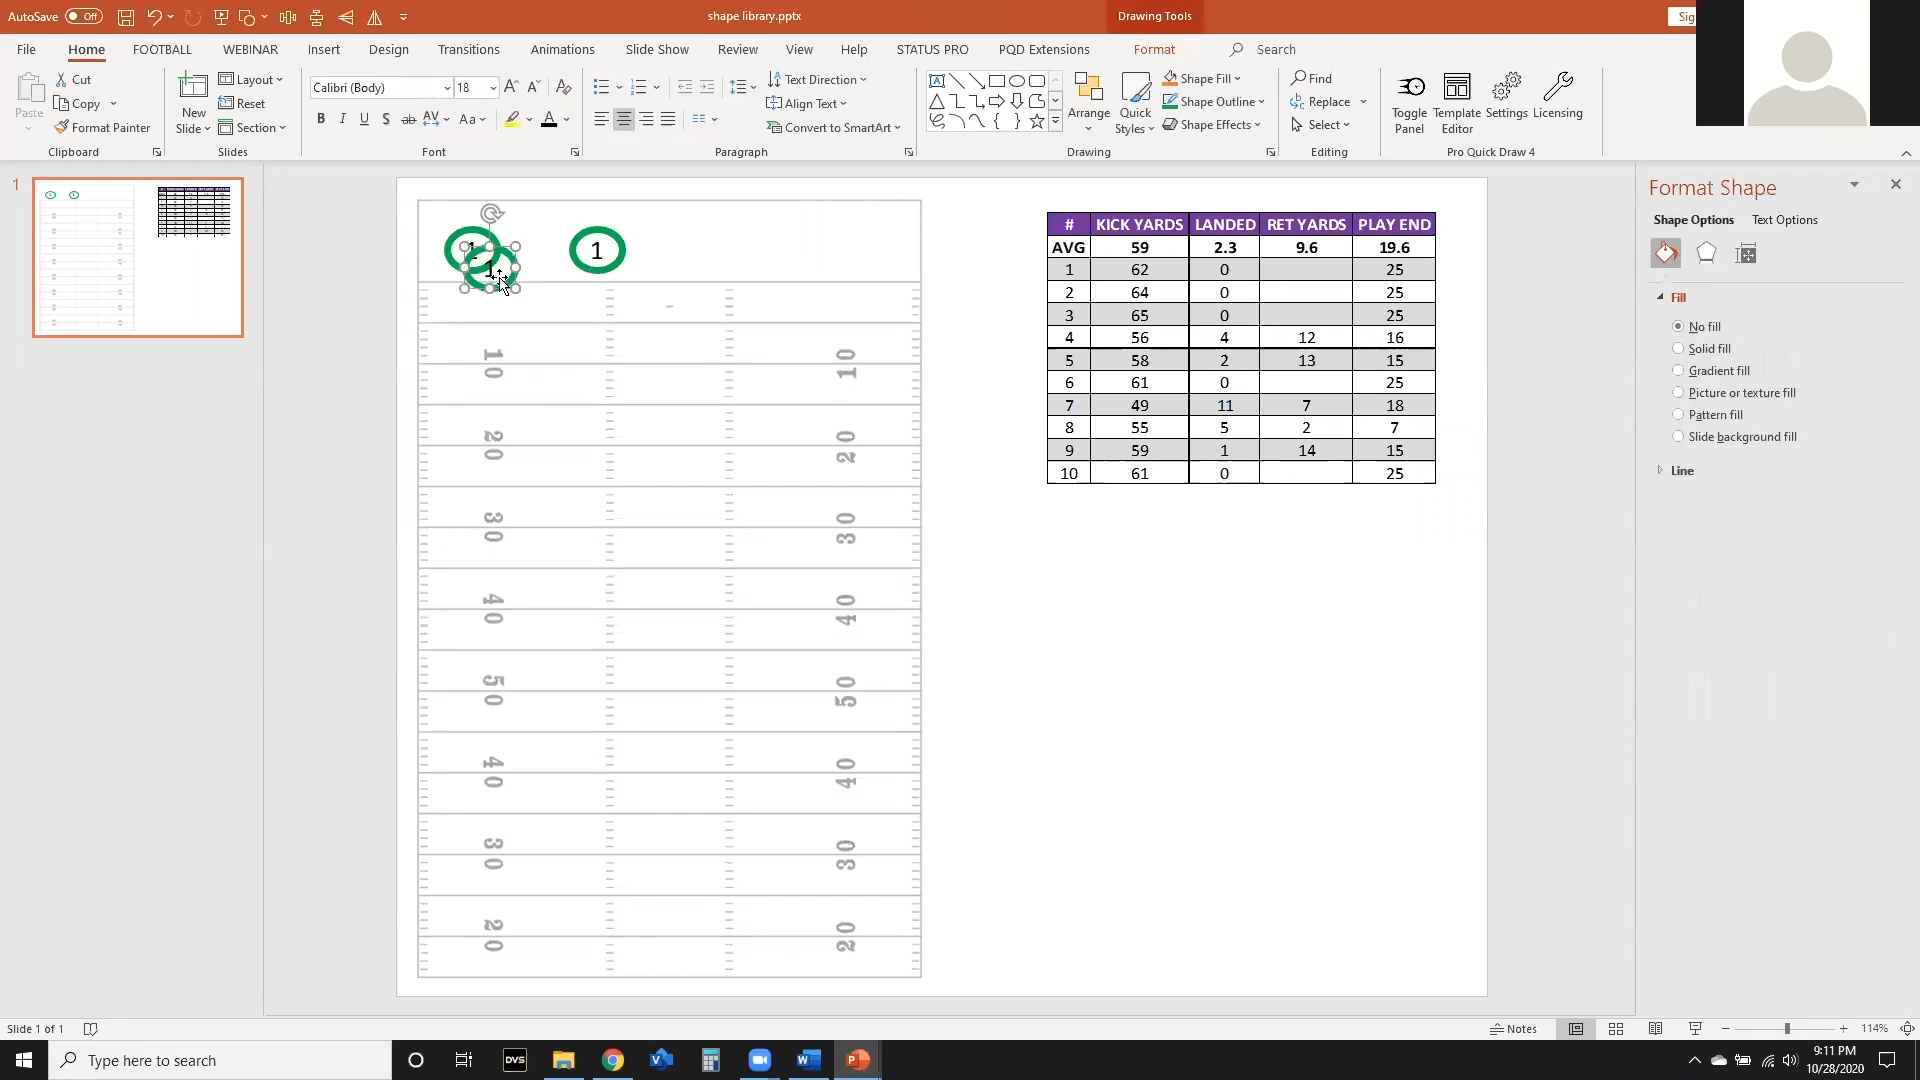 AutoSave Off
shape library.pptx
Drawing Tools
Sig
File Home FOOTBALL WEBINAR Insert Design Transitions Animations Slide Show Review View Help STATUS PRO PQD Extensions Format Search
Paste
Cut
Copy
Format Painter
Clipboard
New Slide
Layout
Reset
Section
Slides
Calibri (Body) 18
B I U S ab AV Aa A
Font
Text Direction
Align Text
Convert to SmartArt
Paragraph
Arrange
Quick Styles
Shape Fill
Shape Outline
Shape Effects
Drawing
Find
Replace
Select
Editing
Toggle Panel
Template Editor
Settings
Licensing
Pro Quick Draw 4
1
1 1
1
10 10
20 20
30 30
40 40
50 50
40 40
30 30
20 20
# KICK YARDS LANDED RET YARDS PLAY END
AVG 59 2.3 9.6 19.6
1 62 0 25
2 64 0 25
3 65 0 25
4 56 4 12 16
5 58 2 13 15
6 61 0 25
7 49 11 7 18
8 55 5 2 7
9 59 1 14 15
10 61 0 25
Format Shape
Shape Options Text Options
Fill
No fill
Solid fill
Gradient fill
Picture or texture fill
Pattern fill
Slide background fill
Line
Slide 1 of 1
Notes
114%
Type here to search
DVS
9:11 PM
10/28/2020